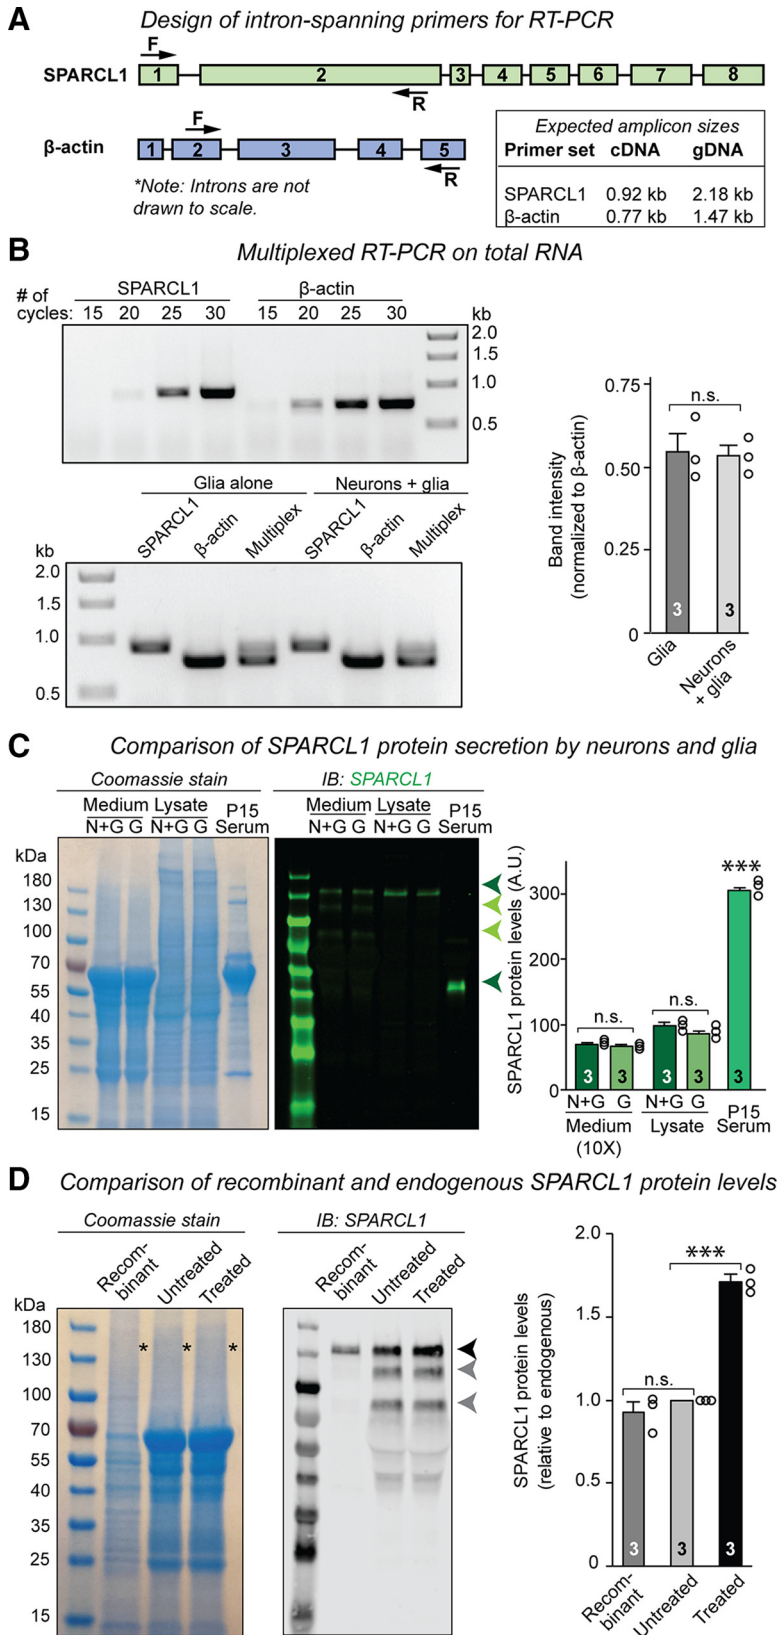 A Design of intron-spanning primers for RT-PCR
F
SPARCL1 1 2 3 4 5 6 7 8
R
F
β-actin 1 2 3 4 5
R
*Note: Introns are not
drawn to scale.
Expected amplicon sizes
Primer set cDNA gDNA
SPARCL1 0.92 kb 2.18 kb
β-actin 0.77 kb 1.47 kb
B Multiplexed RT-PCR on total RNA
SPARCL1 β-actin
# of
cycles: 15 20 25 30 15 20 25 30 kb
2.0
1.5
1.0
0.5
Glia alone Neurons + glia
SPARCL1 β-actin Multiplex SPARCL1 β-actin Multiplex
kb
2.0
1.5
1.0
0.5
Band intensity
(normalized to β-actin)
0.75
0.50
0.25
0
n.s.
3 3
Glia
Neurons
+ glia
C Comparison of SPARCL1 protein secretion by neurons and glia
Coomassie stain
Medium Lysate P15
N+G G N+G G Serum
kDa
180
130
100
70
55
40
35
25
15
IB: SPARCL1
Medium Lysate P15
N+G G N+G G Serum
SPARCL1 protein levels (A.U.)
300
200
100
0
n.s. n.s. ***
3 3 3 3 3
N+G G N+G G P15
Medium Lysate Serum
(10X)
D Comparison of recombinant and endogenous SPARCL1 protein levels
Coomassie stain
Recom-
binant Untreated Treated
kDa
180
130
100
70
55
40
35
25
15
* * *
IB: SPARCL1
Recom-
binant Untreated Treated
SPARCL1 protein levels
(relative to endogenous)
2.0
1.5
1.0
0.5
0
n.s. ***
3 3 3
Recom-
binant Untreated Treated